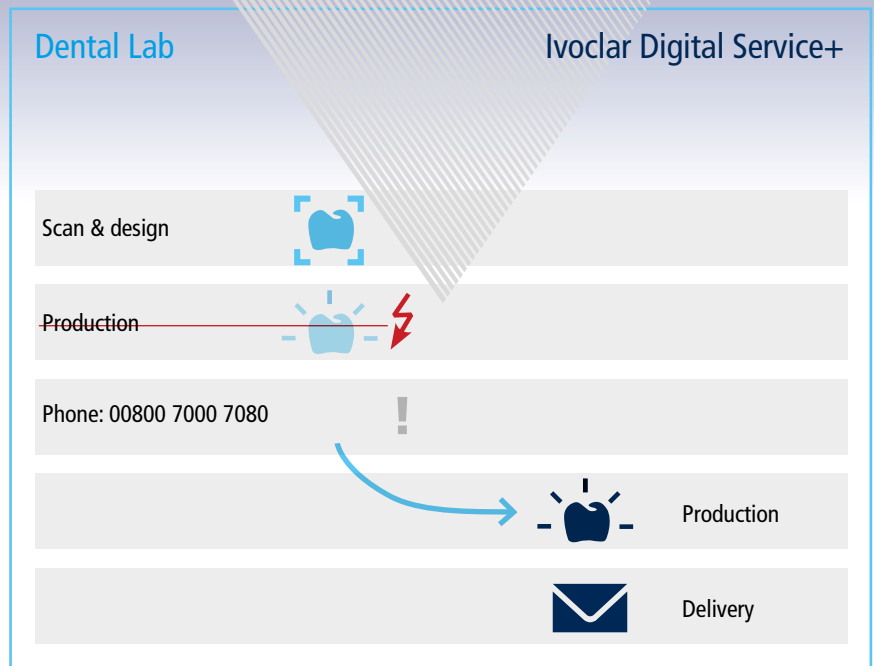 Dental Lab
Ivoclar Digital Service+
Scan & design
Production
Phone: 00800 7000 7080
!
Production
Delivery